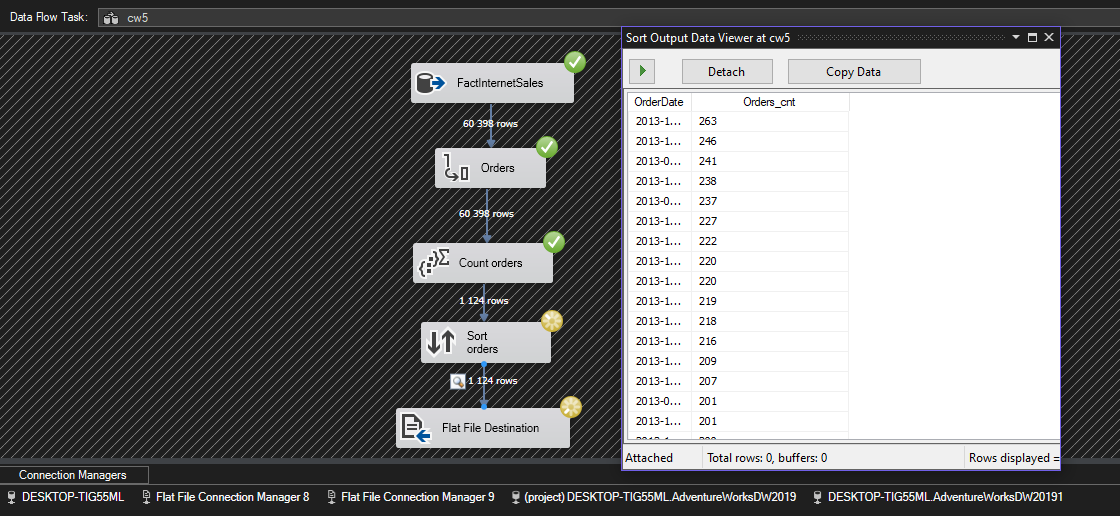 Data Flow Task:
cw5
Sort Output Data Viewer at cw5
Detach
Copy Data
OrderDate Orders_cnt
2013-1... 263
2013-1... 246
2013-0... 241
2013-1... 238
2013-0... 237
2013-1... 227
2013-1... 222
2013-1... 220
2013-1... 220
2013-1... 219
2013-1... 218
2013-1... 216
2013-1... 209
2013-1... 207
2013-0... 201
2013-1... 201
Attached
Total rows: 0, buffers: 0
Rows displayed =
FactInternetSales
60 398 rows
Orders
60 398 rows
Count orders
1 124 rows
Sort
orders
1 124 rows
Flat File Destination
Connection Managers
DESKTOP-TIG55ML
Flat File Connection Manager 8
Flat File Connection Manager 9
(project) DESKTOP-TIG55ML.AdventureWorksDW2019
DESKTOP-TIG55ML.AdventureWorksDW20191